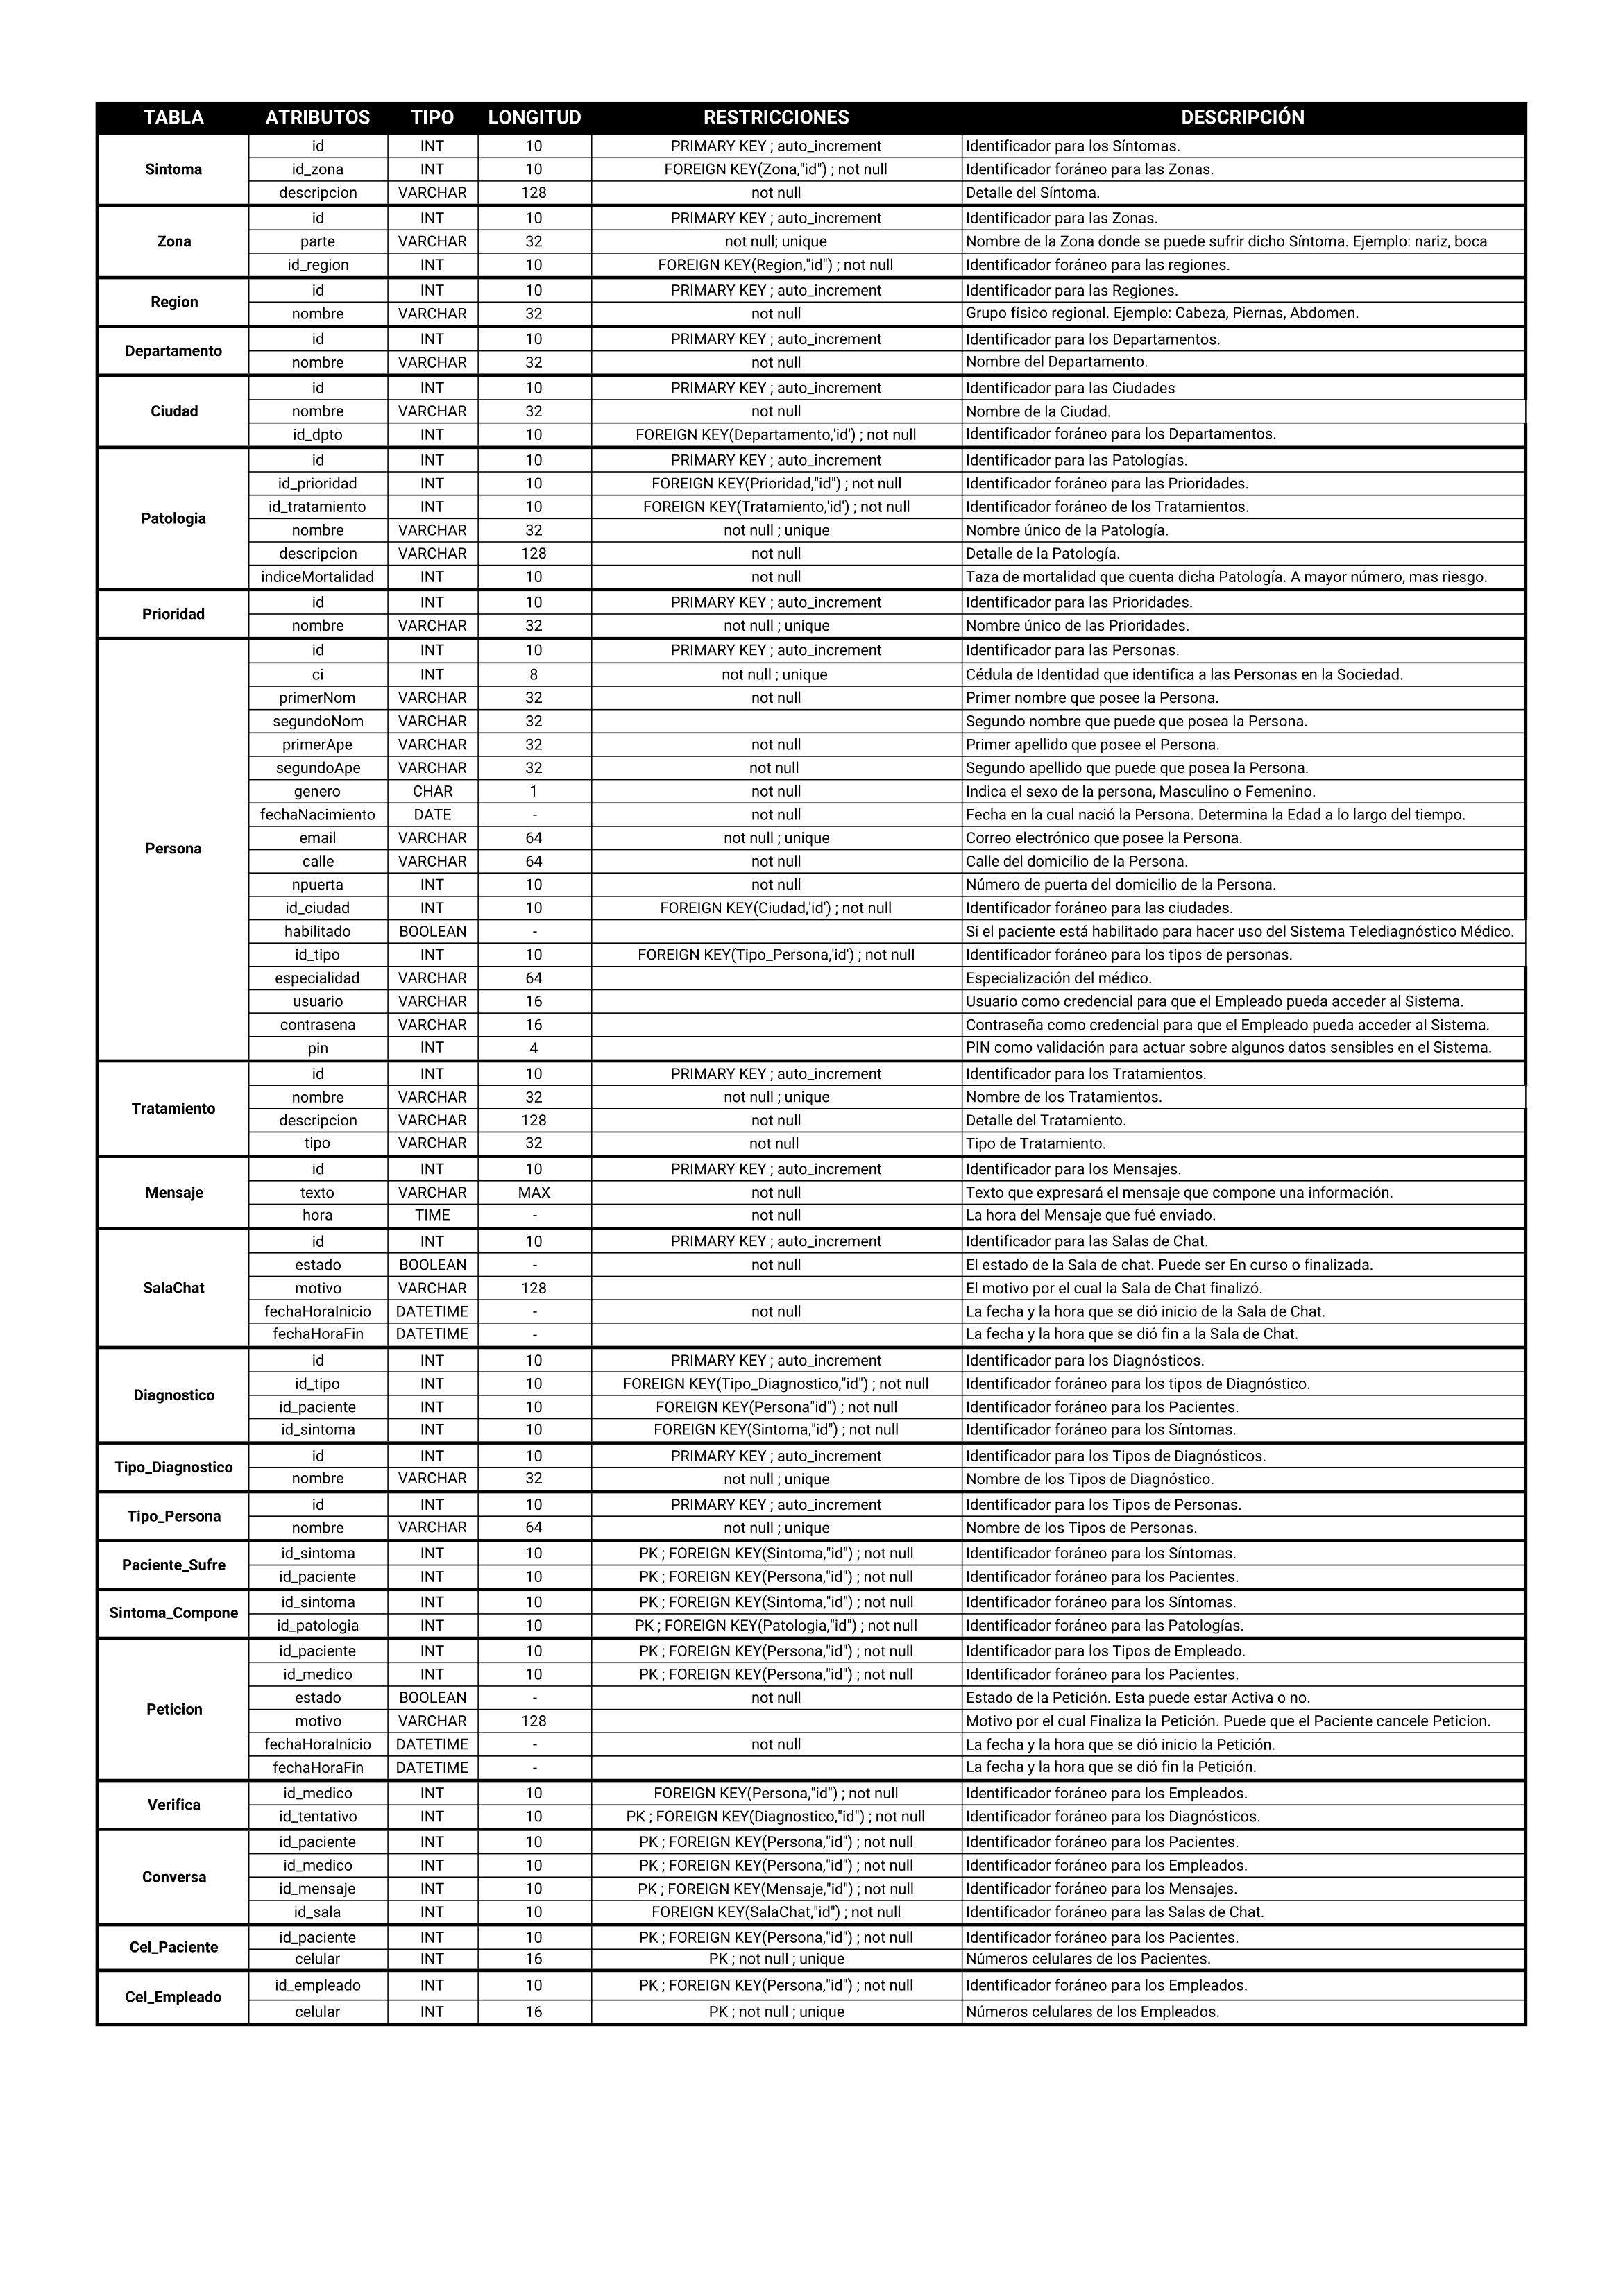 TABLA ATRIBUTOS TIPO LONGITUD RESTRICCIONES DESCRIPCIÓN
Sintoma
id INT 10 PRIMARY KEY ; auto_increment Identificador para los Síntomas.
id_zona INT 10 FOREIGN KEY(Zona,"id") ; not null Identificador foráneo para las Zonas.
descripcion VARCHAR 128 not null Detalle del Síntoma.
Zona
id INT 10 PRIMARY KEY ; auto_increment Identificador para las Zonas.
parte VARCHAR 32 not null; unique Nombre de la Zona donde se puede sufrir dicho Síntoma. Ejemplo: nariz, boca
id_region INT 10 FOREIGN KEY(Region,"id") ; not null Identificador foráneo para las regiones.
Region
id INT 10 PRIMARY KEY ; auto_increment Identificador para las Regiones.
nombre VARCHAR 32 not null Grupo físico regional. Ejemplo: Cabeza, Piernas, Abdomen.
Departamento
id INT 10 PRIMARY KEY ; auto_increment Identificador para los Departamentos.
nombre VARCHAR 32 not null Nombre del Departamento.
Ciudad
id INT 10 PRIMARY KEY ; auto_increment Identificador para las Ciudades
nombre VARCHAR 32 not null Nombre de la Ciudad.
id_dpto INT 10 FOREIGN KEY(Departamento,'id') ; not null Identificador foráneo para los Departamentos.
Patologia
id INT 10 PRIMARY KEY ; auto_increment Identificador para las Patologías.
id_prioridad INT 10 FOREIGN KEY(Prioridad,"id") ; not null Identificador foráneo para las Prioridades.
id_tratamiento INT 10 FOREIGN KEY(Tratamiento,'id') ; not null Identificador foráneo de los Tratamientos.
nombre VARCHAR 32 not null ; unique Nombre único de la Patología.
descripcion VARCHAR 128 not null Detalle de la Patología.
indiceMortalidad INT 10 not null Taza de mortalidad que cuenta dicha Patología. A mayor número, mas riesgo.
Prioridad
id INT 10 PRIMARY KEY ; auto_increment Identificador para las Prioridades.
nombre VARCHAR 32 not null ; unique Nombre único de las Prioridades.
Persona
id INT 10 PRIMARY KEY ; auto_increment Identificador para las Personas.
ci INT 8 not null ; unique Cédula de Identidad que identifica a las Personas en la Sociedad.
primerNom VARCHAR 32 not null Primer nombre que posee la Persona.
segundoNom VARCHAR 32 Segundo nombre que puede que posea la Persona.
primerApe VARCHAR 32 not null Primer apellido que posee el Persona.
segundoApe VARCHAR 32 not null Segundo apellido que puede que posea la Persona.
genero CHAR 1 not null Indica el sexo de la persona, Masculino o Femenino.
fechaNacimiento DATE - not null Fecha en la cual nació la Persona. Determina la Edad a lo largo del tiempo.
email VARCHAR 64 not null ; unique Correo electrónico que posee la Persona.
calle VARCHAR 64 not null Calle del domicilio de la Persona.
npuerta INT 10 not null Número de puerta del domicilio de la Persona.
id_ciudad INT 10 FOREIGN KEY(Ciudad,'id') ; not null Identificador foráneo para las ciudades.
habilitado BOOLEAN - Si el paciente está habilitado para hacer uso del Sistema Telediagnóstico Médico.
id_tipo INT 10 FOREIGN KEY(Tipo_Persona,'id') ; not null Identificador foráneo para los tipos de personas.
especialidad VARCHAR 64 Especialización del médico.
usuario VARCHAR 16 Usuario como credencial para que el Empleado pueda acceder al Sistema.
contrasena VARCHAR 16 Contraseña como credencial para que el Empleado pueda acceder al Sistema.
pin INT 4 PIN como validación para actuar sobre algunos datos sensibles en el Sistema.
Tratamiento
id INT 10 PRIMARY KEY ; auto_increment Identificador para los Tratamientos.
nombre VARCHAR 32 not null ; unique Nombre de los Tratamientos.
descripcion VARCHAR 128 not null Detalle del Tratamiento.
tipo VARCHAR 32 not null Tipo de Tratamiento.
Mensaje
id INT 10 PRIMARY KEY ; auto_increment Identificador para los Mensajes.
texto VARCHAR MAX not null Texto que expresará el mensaje que compone una información.
hora TIME - not null La hora del Mensaje que fué enviado.
SalaChat
id INT 10 PRIMARY KEY ; auto_increment Identificador para las Salas de Chat.
estado BOOLEAN - not null El estado de la Sala de chat. Puede ser En curso o finalizada.
motivo VARCHAR 128 El motivo por el cual la Sala de Chat finalizó.
fechaHoraInicio DATETIME - not null La fecha y la hora que se dió inicio de la Sala de Chat.
fechaHoraFin DATETIME - La fecha y la hora que se dió fin a la Sala de Chat.
Diagnostico
id INT 10 PRIMARY KEY ; auto_increment Identificador para los Diagnósticos.
id_tipo INT 10 FOREIGN KEY(Tipo_Diagnostico,"id") ; not null Identificador foráneo para los tipos de Diagnóstico.
id_paciente INT 10 FOREIGN KEY(Persona"id") ; not null Identificador foráneo para los Pacientes.
id_sintoma INT 10 FOREIGN KEY(Sintoma,"id") ; not null Identificador foráneo para los Síntomas.
Tipo_Diagnostico
id INT 10 PRIMARY KEY ; auto_increment Identificador para los Tipos de Diagnósticos.
nombre VARCHAR 32 not null ; unique Nombre de los Tipos de Diagnóstico.
Tipo_Persona
id INT 10 PRIMARY KEY ; auto_increment Identificador para los Tipos de Personas.
nombre VARCHAR 64 not null ; unique Nombre de los Tipos de Personas.
Paciente_Sufre
id_sintoma INT 10 PK ; FOREIGN KEY(Sintoma,"id") ; not null Identificador foráneo para los Síntomas.
id_paciente INT 10 PK ; FOREIGN KEY(Persona,"id") ; not null Identificador foráneo para los Pacientes.
Sintoma_Compone
id_sintoma INT 10 PK ; FOREIGN KEY(Sintoma,"id") ; not null Identificador foráneo para los Síntomas.
id_patologia INT 10 PK ; FOREIGN KEY(Patologia,"id") ; not null Identificador foráneo para las Patologías.
Peticion
id_paciente INT 10 PK ; FOREIGN KEY(Persona,"id") ; not null Identificador para los Tipos de Empleado.
id_medico INT 10 PK ; FOREIGN KEY(Persona,"id") ; not null Identificador foráneo para los Pacientes.
estado BOOLEAN - not null Estado de la Petición. Esta puede estar Activa o no.
motivo VARCHAR 128 Motivo por el cual Finaliza la Petición. Puede que el Paciente cancele Peticion.
fechaHoraInicio DATETIME - not null La fecha y la hora que se dió inicio la Petición.
fechaHoraFin DATETIME - La fecha y la hora que se dió fin la Petición.
Verifica
id_medico INT 10 FOREIGN KEY(Persona,"id") ; not null Identificador foráneo para los Empleados.
id_tentativo INT 10 PK ; FOREIGN KEY(Diagnostico,"id") ; not null Identificador foráneo para los Diagnósticos.
Conversa
id_paciente INT 10 PK ; FOREIGN KEY(Persona,"id") ; not null Identificador foráneo para los Pacientes.
id_medico INT 10 PK ; FOREIGN KEY(Persona,"id") ; not null Identificador foráneo para los Empleados.
id_mensaje INT 10 PK ; FOREIGN KEY(Mensaje,"id") ; not null Identificador foráneo para los Mensajes.
id_sala INT 10 FOREIGN KEY(SalaChat,"id") ; not null Identificador foráneo para las Salas de Chat.
Cel_Paciente
id_paciente INT 10 PK ; FOREIGN KEY(Persona,"id") ; not null Identificador foráneo para los Pacientes.
celular INT 16 PK ; not null ; unique Números celulares de los Pacientes.
Cel_Empleado
id_empleado INT 10 PK ; FOREIGN KEY(Persona,"id") ; not null Identificador foráneo para los Empleados.
celular INT 16 PK ; not null ; unique Números celulares de los Empleados.